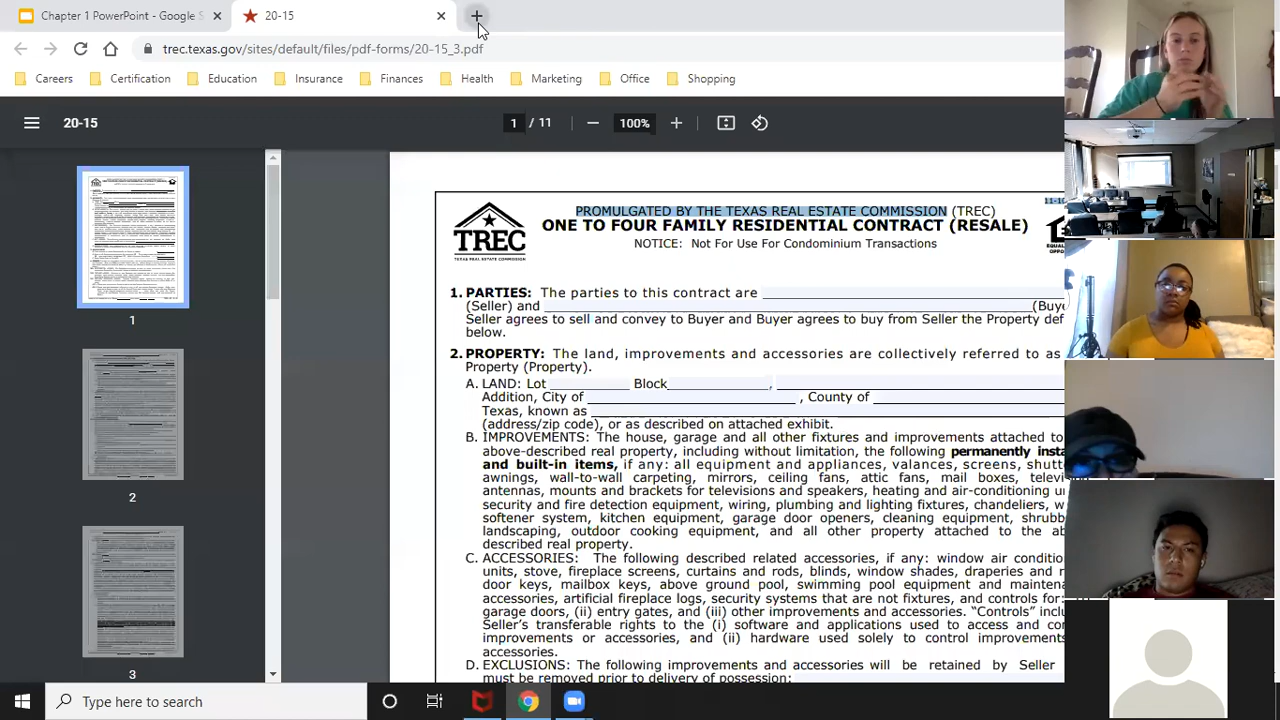 Chapter 1 PowerPoint - Google S
20-15
trec.texas.gov/sites/default/files/pdf-forms/20-15_3.pdf
Careers
Certification
Education
Insurance
Finances
Health
Marketing
Office
Shopping
20-15
1 / 11
100%
1
2
3
PROMULGATED BY THE TEXAS REAL ESTATE COMMISSION (TREC)
TREC
TEXAS REAL ESTATE COMMISSION
ONE TO FOUR FAMILY RESIDENTIAL CONTRACT (RESALE)
NOTICE: Not For Use For Condominium Transactions
1. PARTIES: The parties to this contract are
(Seller) and (Buye
Seller agrees to sell and convey to Buyer and Buyer agrees to buy from Seller the Property def
below.
2. PROPERTY: The land, improvements and accessories are collectively referred to as
Property (Property).
A. LAND: Lot Block ,
Addition, City of , County of
Texas, known as
(address/zip code), or as described on attached exhibit.
B. IMPROVEMENTS: The house, garage and all other fixtures and improvements attached to
above-described real property, including without limitation, the following permanently insta
and built-in items, if any: all equipment and appliances, valances, screens, shutt
awnings, wall-to-wall carpeting, mirrors, ceiling fans, attic fans, mail boxes, televi
antennas, mounts and brackets for televisions and speakers, heating and air-conditioning u
security and fire detection equipment, wiring, plumbing and lighting fixtures, chandeliers, w
softener system, kitchen equipment, garage door openers, cleaning equipment, shrubb
landscaping, outdoor cooking equipment, and all other property attached to the ab
described real property.
C. ACCESSORIES: The following described related accessories, if any: window air conditio
units, stove, fireplace screens, curtains and rods, blinds, window shades, draperies and r
door keys, mailbox keys, above ground pool, swimming pool equipment and maintena
accessories, artificial fireplace logs, security systems that are not fixtures, and controls for:
garage doors, (ii) entry gates, and (iii) other improvements and accessories. “Controls” inclu
Seller’s transferable rights to the (i) software and applications used to access and con
improvements or accessories, and (ii) hardware used solely to control improvements
accessories.
D. EXCLUSIONS: The following improvements and accessories will be retained by Seller
must be removed prior to delivery of possession:
Type here to search